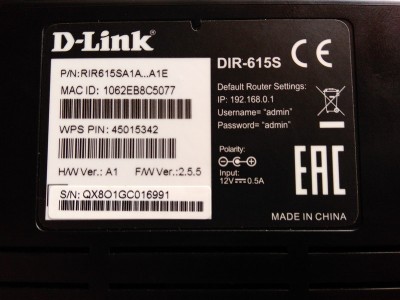 D-Link
P/N:RIR615SA1A...A1E
MAC ID: 1062EB8C5077
WPS PIN: 45015342
H/W Ver.: A1 F/W Ver.: 2.5.5
S/N: QX8O1GC016991
DIR-615S
Default Router Settings:
IP: 192.168.0.1
Username= "admin"
Password= "admin"
Polarity:
Input:
12V⎓0.5A
CE
EAC
MADE IN CHINA